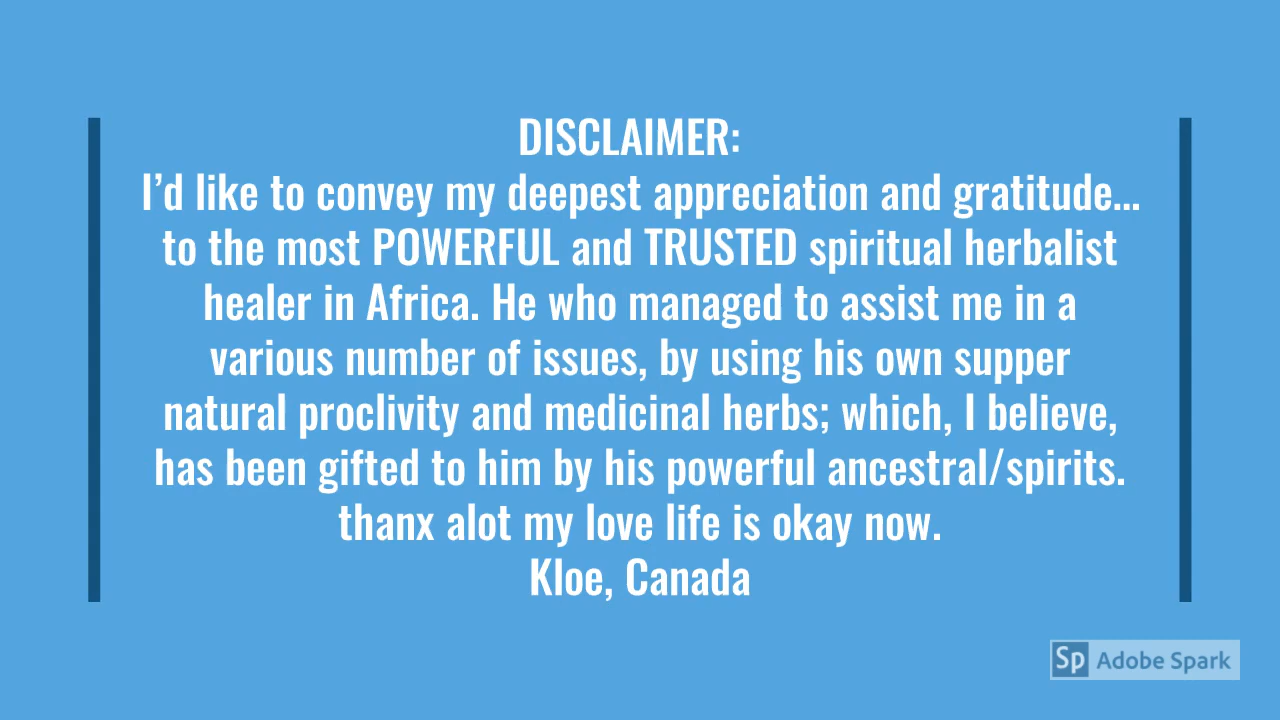 DISCLAIMER:
I'd like to convey my deepest appreciation and gratitude...
to the most POWERFUL and TRUSTED spiritual herbalist
healer in Africa. He who managed to assist me in a
various number of issues, by using his own supper
natural proclivity and medicinal herbs; which, I believe,
has been gifted to him by his powerful ancestral/spirits.
thanx alot my love life is okay now.
Kloe, Canada
Sp Adobe Spark